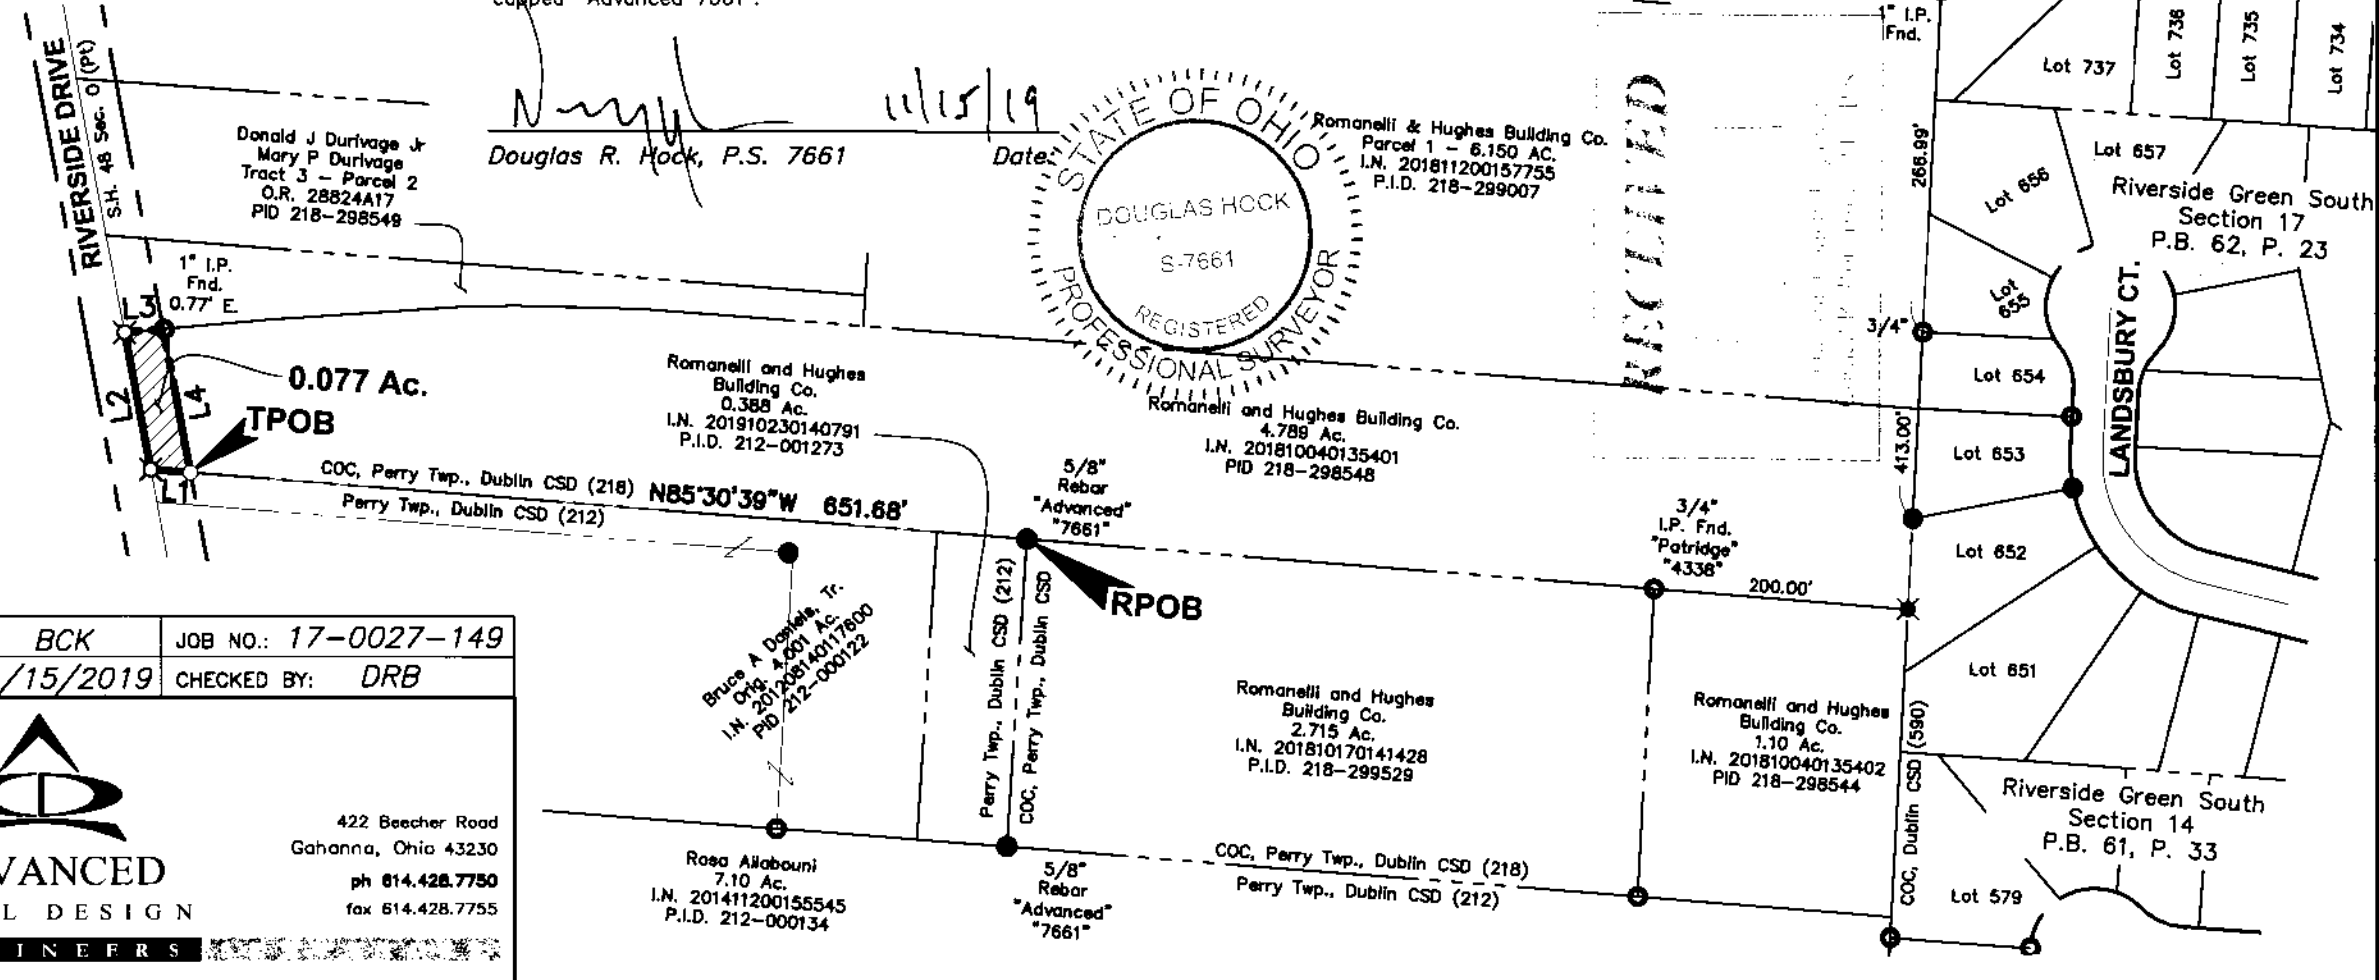 capped "Advanced 7661".
RIVERSIDE DRIVE
S.H. 48 Sec. 0 (Pt)
Donald J Durivage Jr
Mary P Durivage
Tract 3 – Parcel 2
O.R. 28824A17
PID 218-298549
11/15/19
Douglas R. Hock, P.S. 7661
Date:
STATE OF OHIO
DOUGLAS HOCK
S-7661
REGISTERED
PROFESSIONAL SURVEYOR
Romanelli & Hughes Building Co.
Parcel 1 – 6.150 AC.
I.N. 201811200157755
P.I.D. 218-299007
1" I.P.
Fnd.
266.99'
Lot 737
Lot 736
Lot 735
Lot 734
Lot 657
Lot 656
Riverside Green South
Section 17
P.B. 62, P. 23
Lot
655
3/4"
Lot 654
413.00'
Lot 653
LANDSBURY CT.
Lot 652
Lot 651
1" I.P.
Fnd.
0.77' E.
L3
L2
L4
L1
0.077 Ac.
TPOB
Romanelli and Hughes
Building Co.
0.388 Ac.
I.N. 201910230140791
P.I.D. 212-001273
Romanelli and Hughes Building Co.
4.789 Ac.
I.N. 201810040135401
PID 218-298548
COC, Perry Twp., Dublin CSD (218)
Perry Twp., Dublin CSD (212)
N85°30'39"W 651.68'
5/8"
Rebar
"Advanced"
"7661"
RPOB
3/4"
I.P. Fnd.
"Patridge"
"4338"
200.00'
Bruce A Daniels, Tr.
Orig. 4.001 Ac.
I.N. 201208140117600
PID 212-000122
Perry Twp., Dublin CSD (212)
COC, Perry Twp., Dublin CSD
Romanelli and Hughes
Building Co.
2.715 Ac.
I.N. 201810170141428
P.I.D. 218-299529
Romanelli and Hughes
Building Co.
1.10 Ac.
I.N. 201810040135402
PID 218-298544
COC, Dublin CSD (590)
Riverside Green South
Section 14
P.B. 61, P. 33
Lot 579
Rosa Ailabouni
7.10 Ac.
I.N. 201411200155545
P.I.D. 212-000134
5/8"
Rebar
"Advanced"
"7661"
COC, Perry Twp., Dublin CSD (218)
Perry Twp., Dublin CSD (212)
BCK
JOB NO.: 17-0027-149
/15/2019
CHECKED BY: DRB
422 Beecher Road
Gahanna, Ohio 43230
ph 614.428.7750
fax 614.428.7755
VANCED
L DESIGN
INEERS